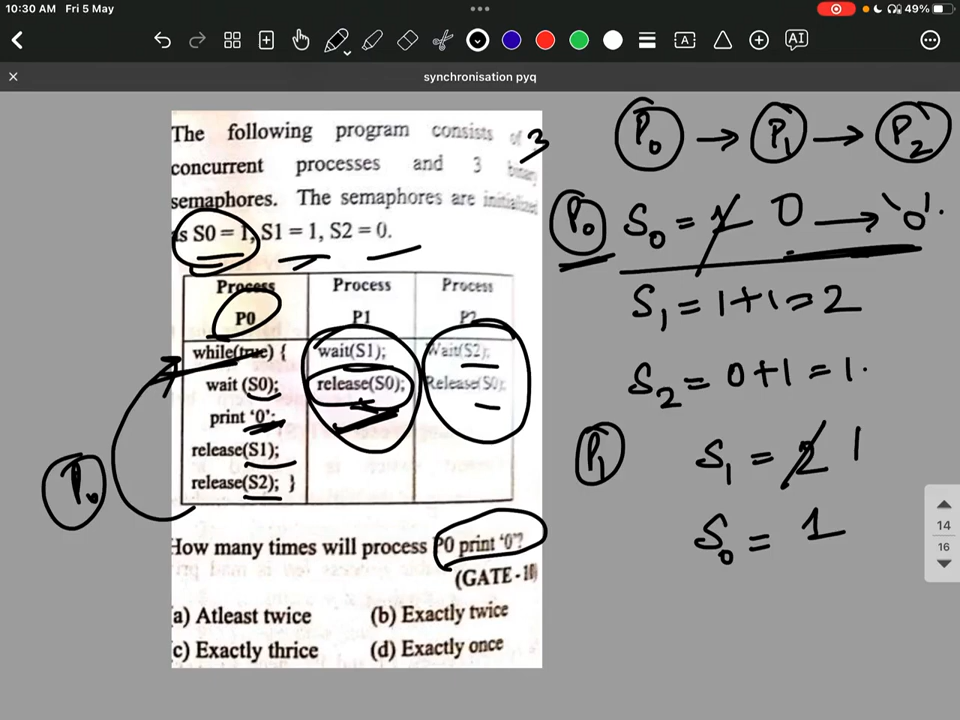 10:30 AM Fri 5 May
49%
A
AI
synchronisation pyq
The following program consists of 3
concurrent processes and 3 binary
semaphores. The semaphores are initialized
as S0 = 1, S1 = 1, S2 = 0.
Process Process Process
P0 P1 P2
while(true) { wait(S1); Wait(S2);
wait (S0); release(S0); Release(S0);
print '0';
release(S1);
release(S2); }
P0
How many times will process P0 print '0'?
(GATE - 10)
(a) Atleast twice (b) Exactly twice
(c) Exactly thrice (d) Exactly once
P0 → P1 → P2
P0 S0 = 1 0 → '0'.
S1 = 1+1 = 2
S2 = 0+1 = 1.
P1 S1 = 2 1
S0 = 1
14
16